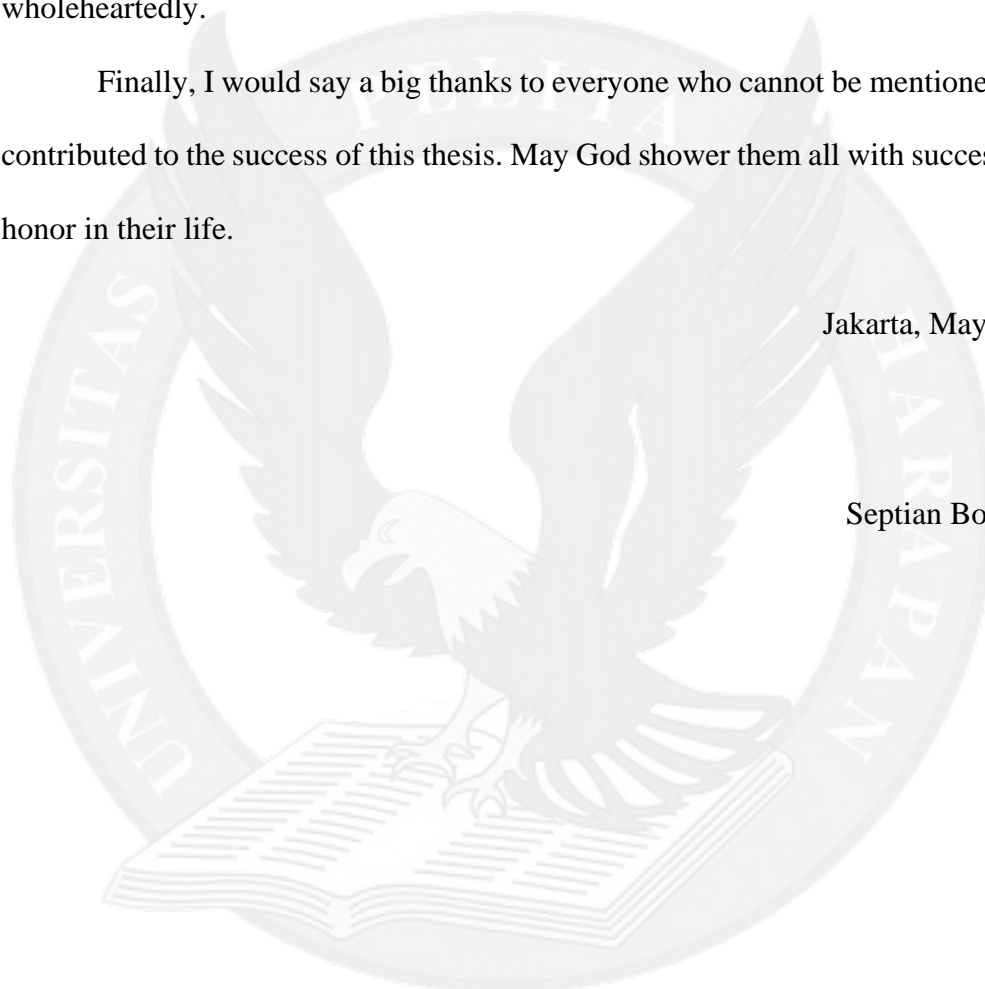 wholeheartedly.
Finally, I would say a big thanks to everyone who cannot be mentione
contributed to the success of this thesis. May God shower them all with succes
honor in their life.
Jakarta, May
Septian Bo
UNIVERSITAS PELITA HARAPAN